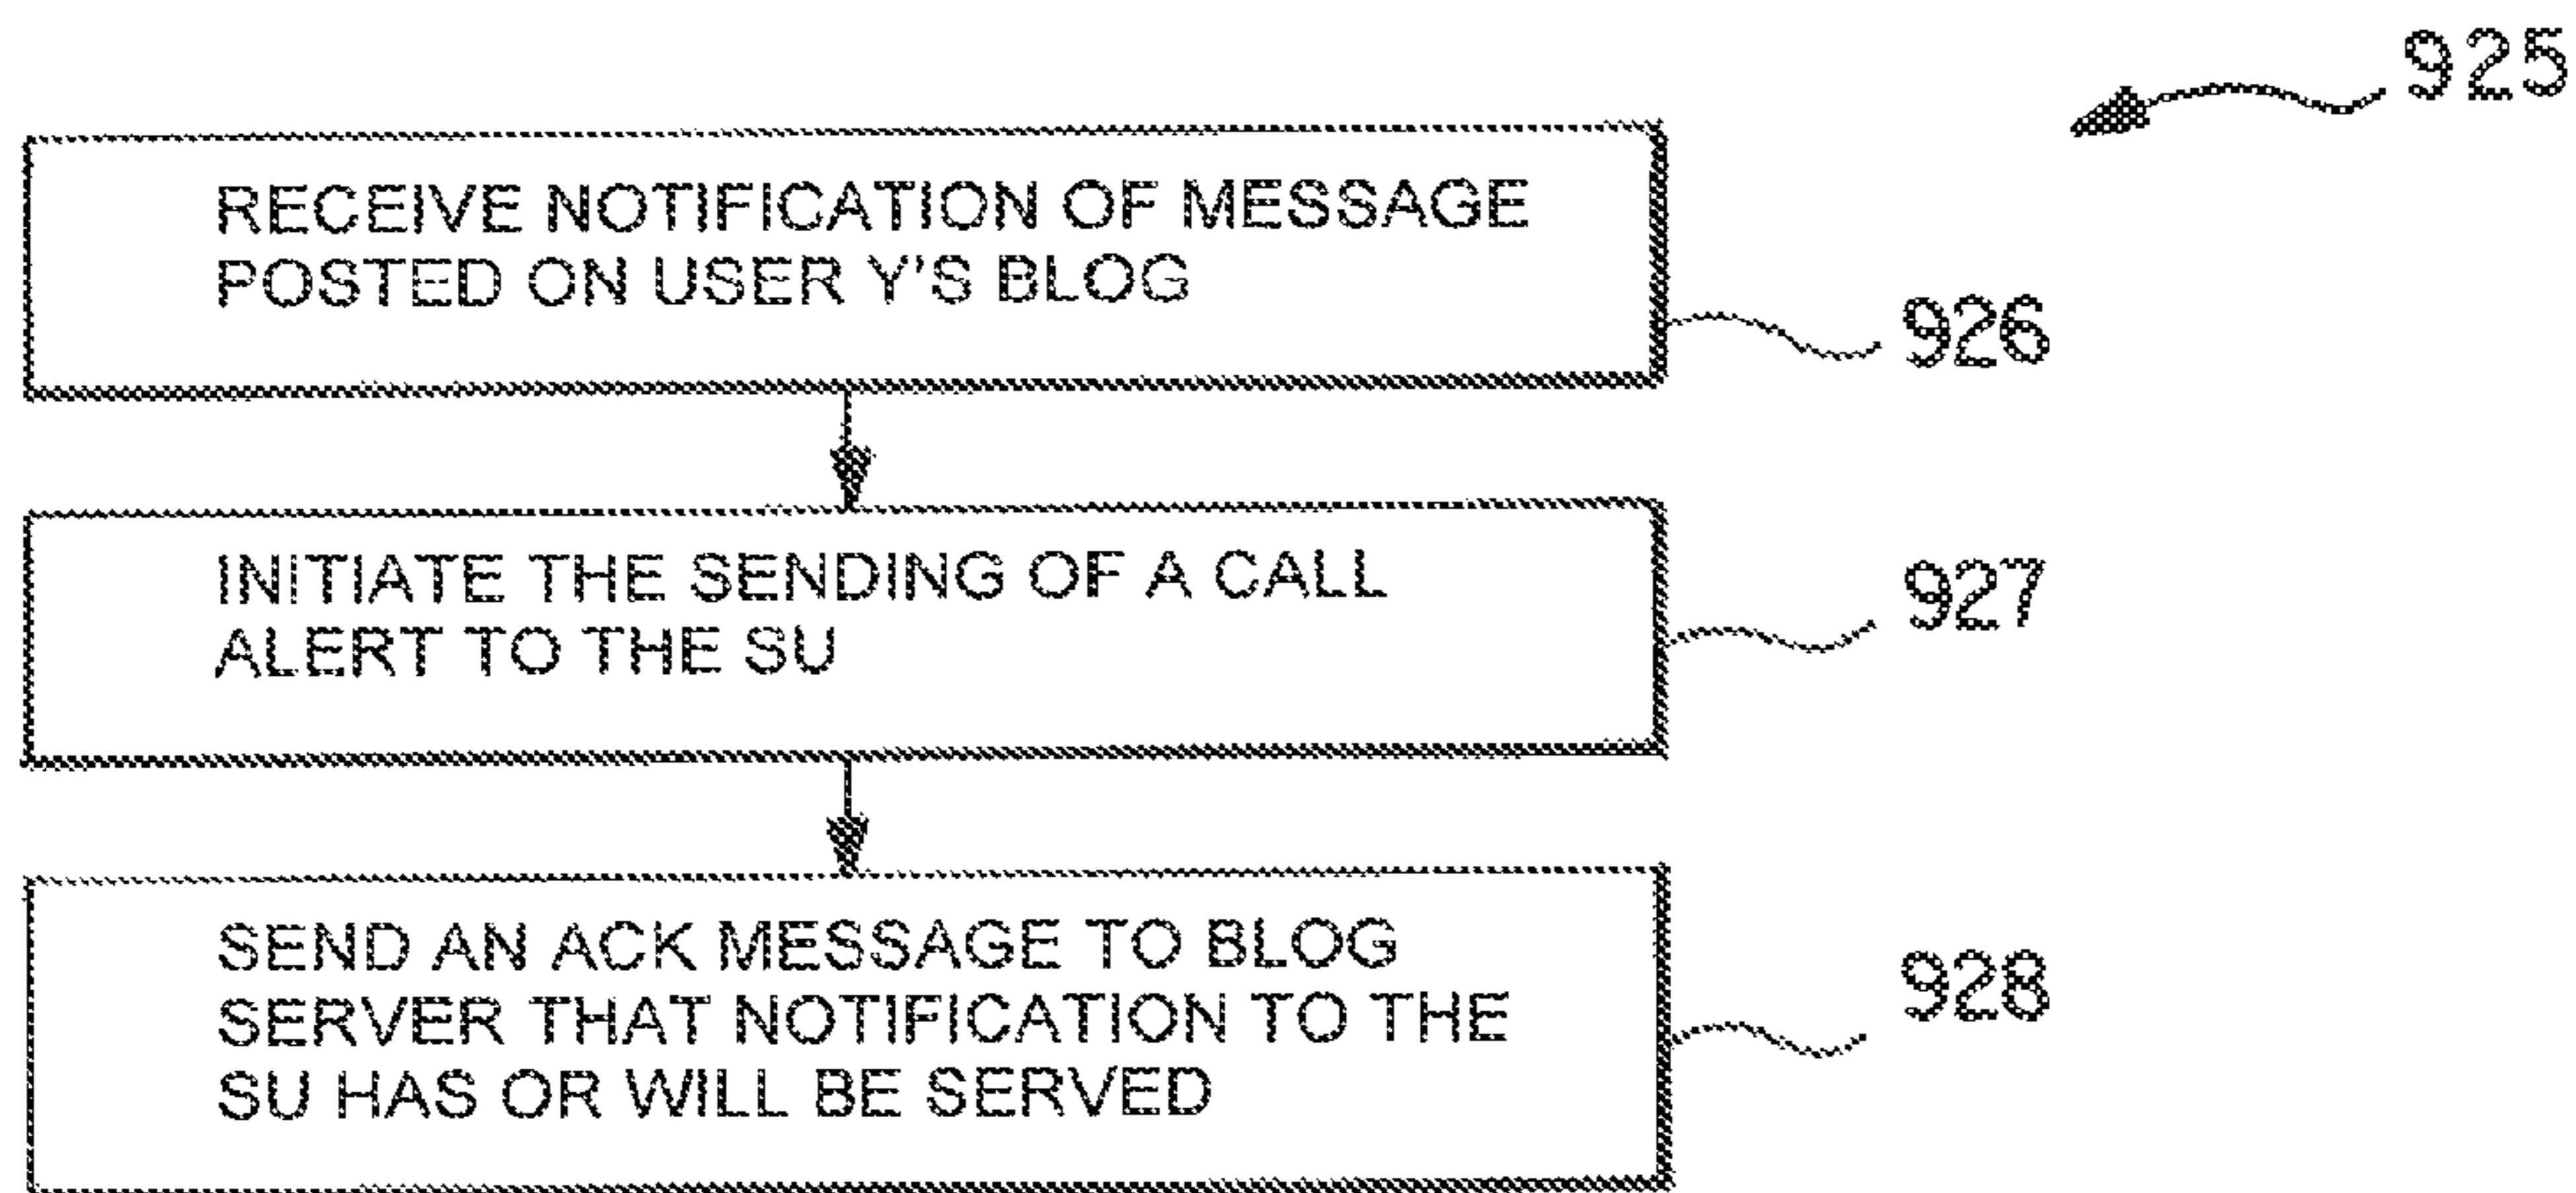 925
RECEIVE NOTIFICATION OF MESSAGE
POSTED ON USER Y'S BLOG
926
INITIATE THE SENDING OF A CALL
ALERT TO THE SU
927
SEND AN ACK MESSAGE TO BLOG
SERVER THAT NOTIFICATION TO THE
SU HAS OR WILL BE SERVED
928